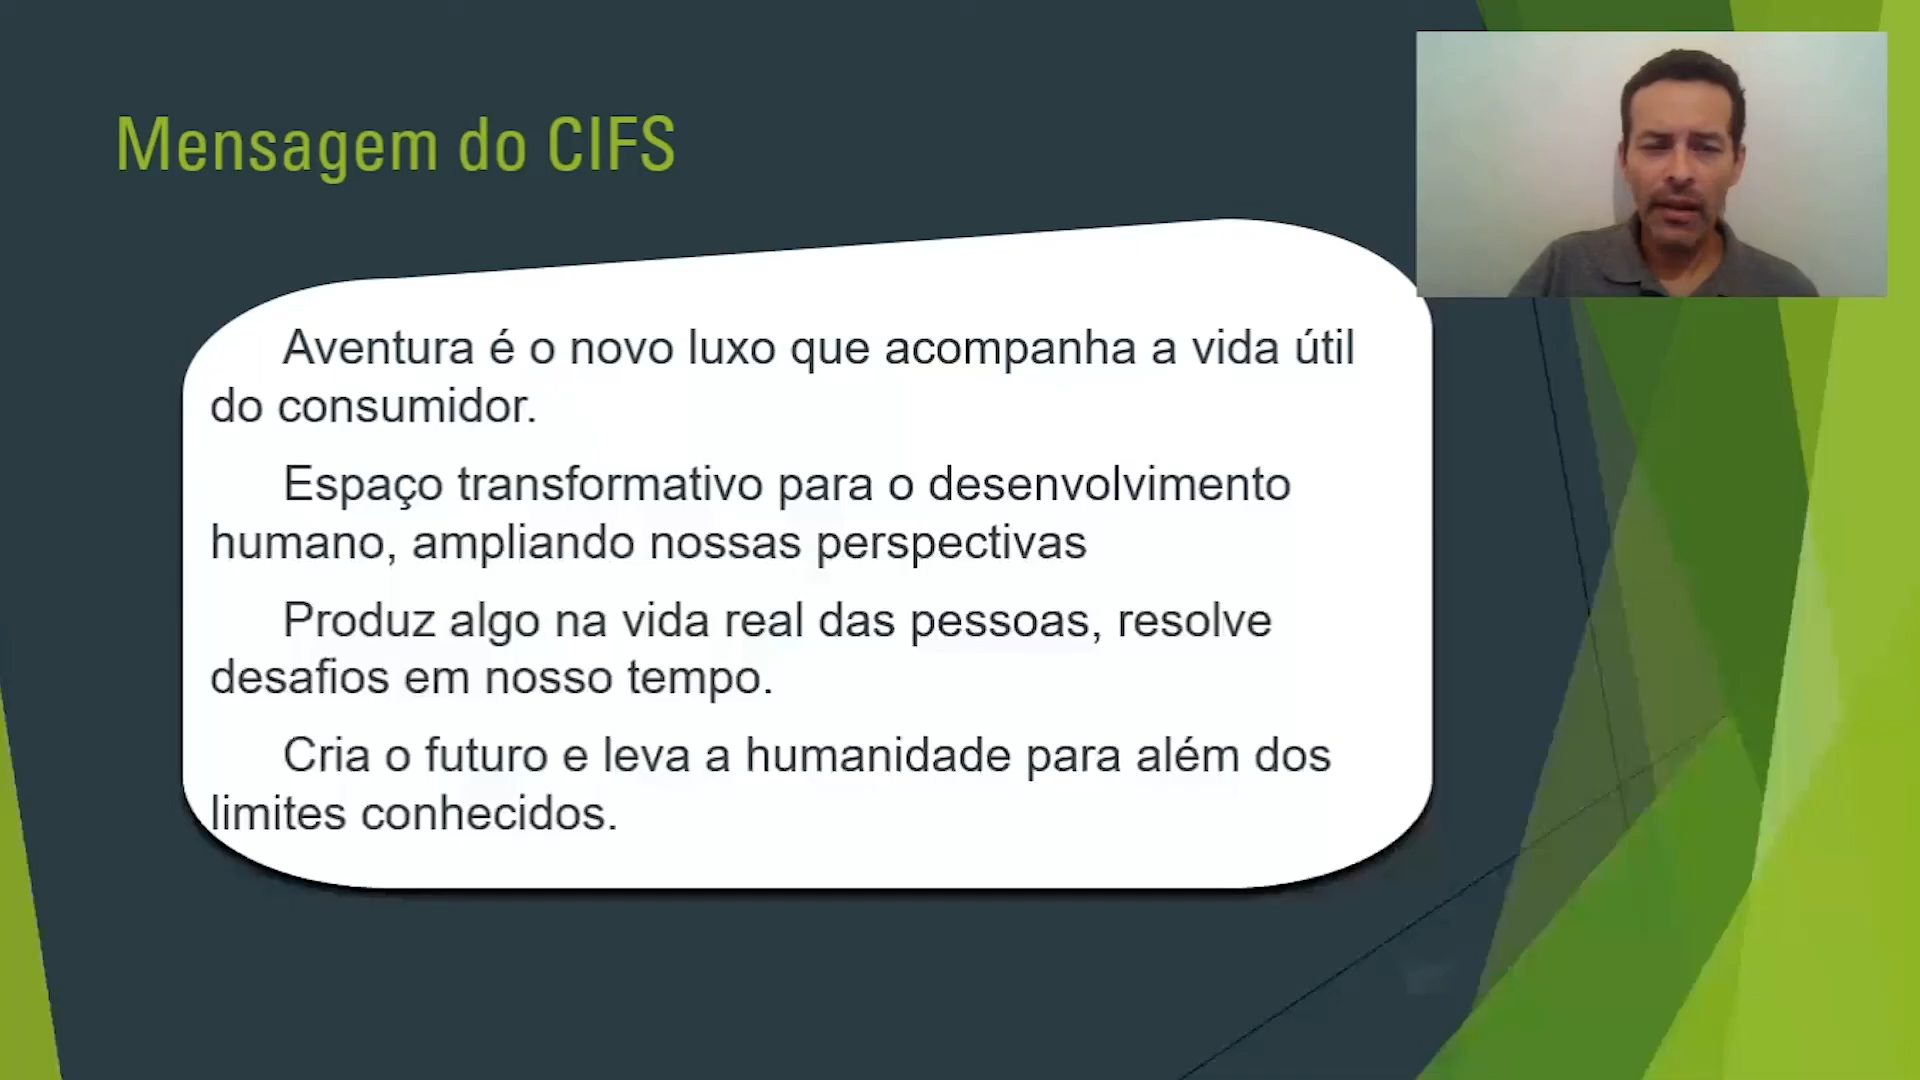 Mensagem do CIFS
Aventura é o novo luxo que acompanha a vida útil
do consumidor.
Espaço transformativo para o desenvolvimento
humano, ampliando nossas perspectivas
Produz algo na vida real das pessoas, resolve
desafios em nosso tempo.
Cria o futuro e leva a humanidade para além dos
limites conhecidos.